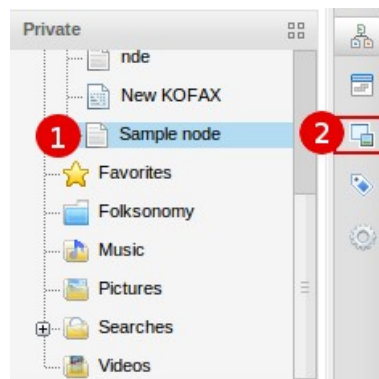 Private
nde
New KOFAX
1 Sample node 2
Favorites
Folksonomy
Music
Pictures
Searches
Videos